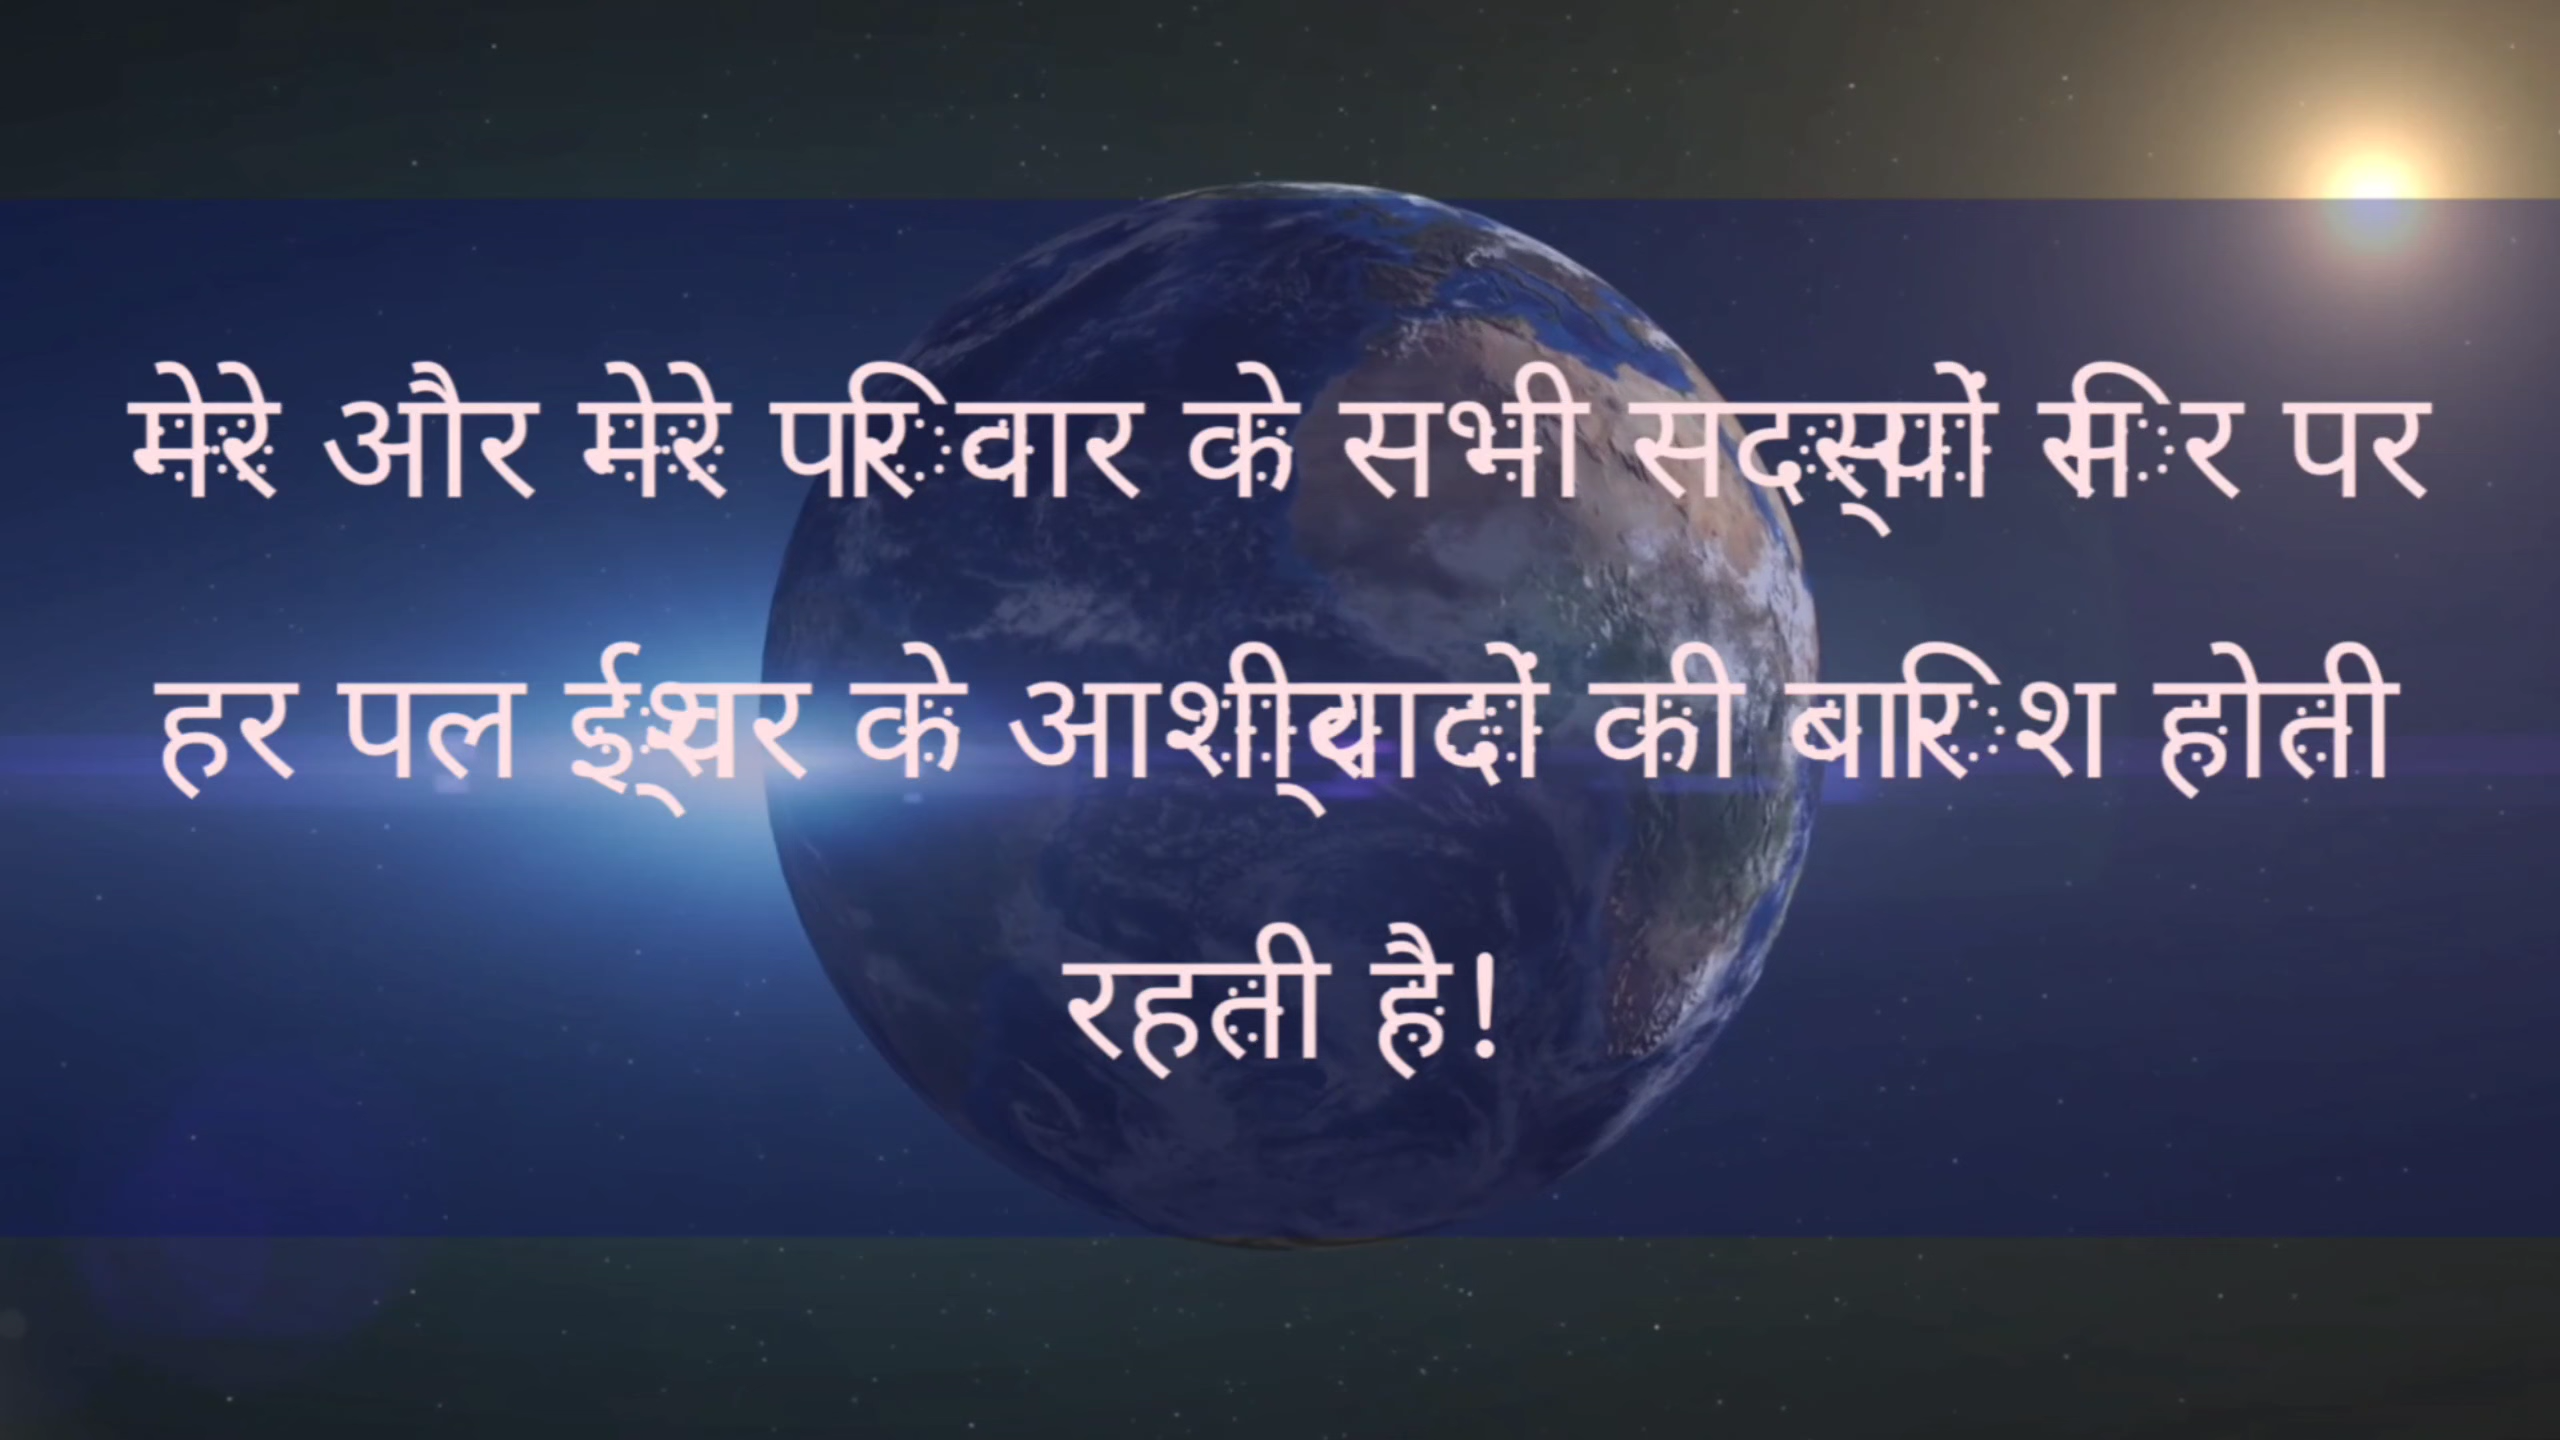 मेरे और मेरे परिवार के सभी सदस्यों सिर पर
हर पल ईश्वर के आशीर्वादों की बारिश होती
रहती है!